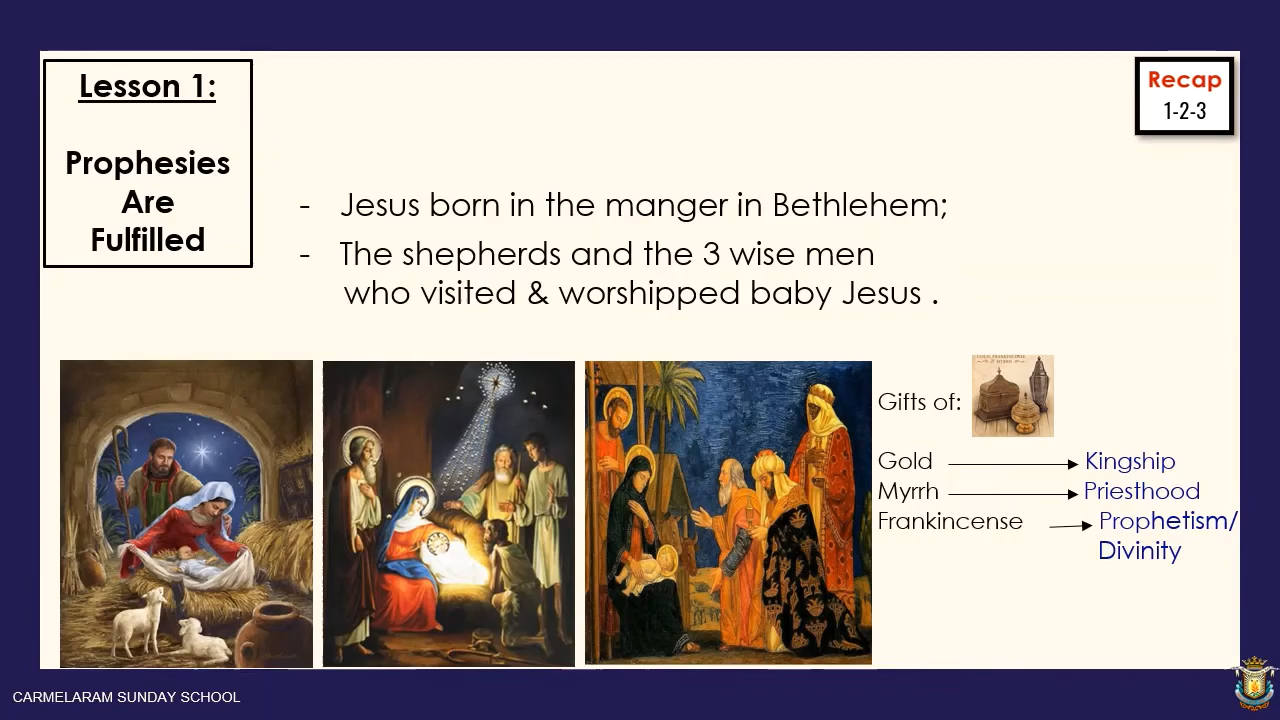 Lesson 1:
Prophesies
Are
Fulfilled
Recap
1-2-3
- Jesus born in the manger in Bethlehem;
- The shepherds and the 3 wise men
who visited & worshipped baby Jesus .
Gifts of:
Gold Kingship
Myrrh Priesthood
Frankincense Prophetism/
Divinity
CARMELARAM SUNDAY SCHOOL